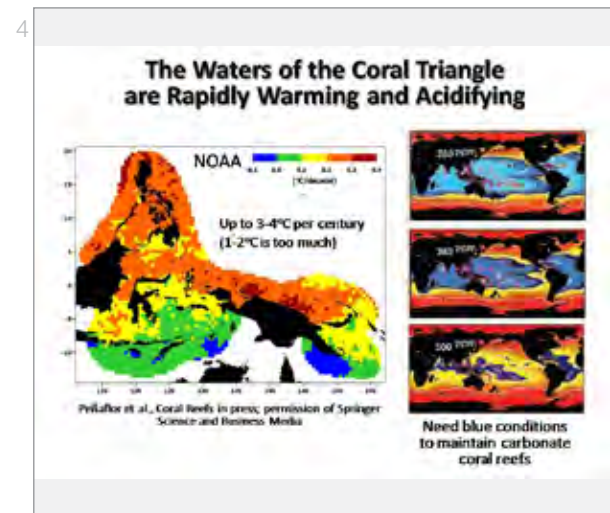 4
The Waters of the Coral Triangle
are Rapidly Warming and Acidifying
NOAA
Up to 3-4°C per century
(1-2°C is too much)
Peñaflor et al., Coral Reefs in press; permission of Springer
Science and Business Media
Need blue conditions
to maintain carbonate
coral reefs